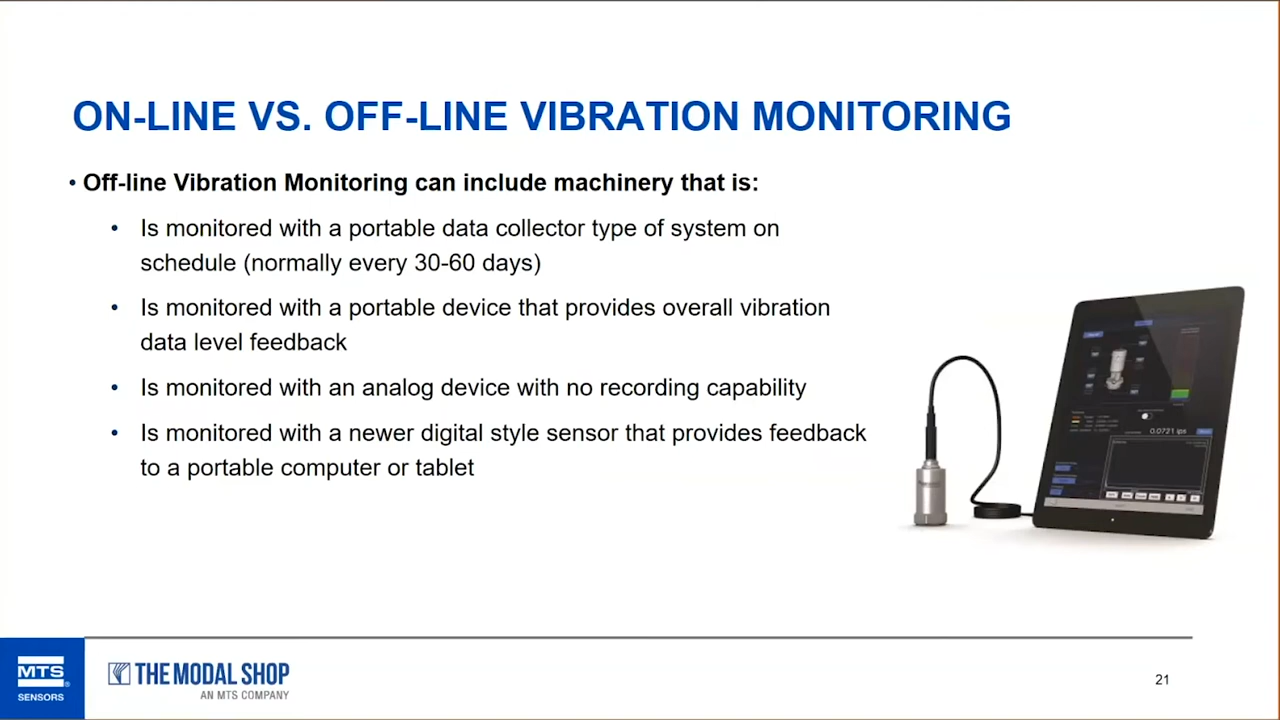 ON-LINE VS. OFF-LINE VIBRATION MONITORING
• Off-line Vibration Monitoring can include machinery that is:
• Is monitored with a portable data collector type of system on
schedule (normally every 30-60 days)
• Is monitored with a portable device that provides overall vibration
data level feedback
• Is monitored with an analog device with no recording capability
• Is monitored with a newer digital style sensor that provides feedback
to a portable computer or tablet
0.0721 ips
MTS®
SENSORS
THE MODAL SHOP
AN MTS COMPANY
21